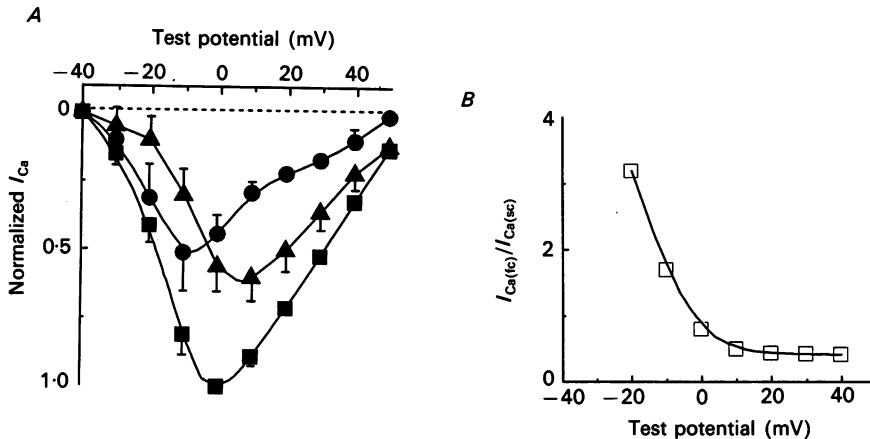 A
Test potential (mV)
−40 −20 0 20 40
0
0·5
1·0
Normalized I_Ca
B
4
2
0
I_Ca(fc)/I_Ca(sc)
−40 −20 0 20 40
Test potential (mV)